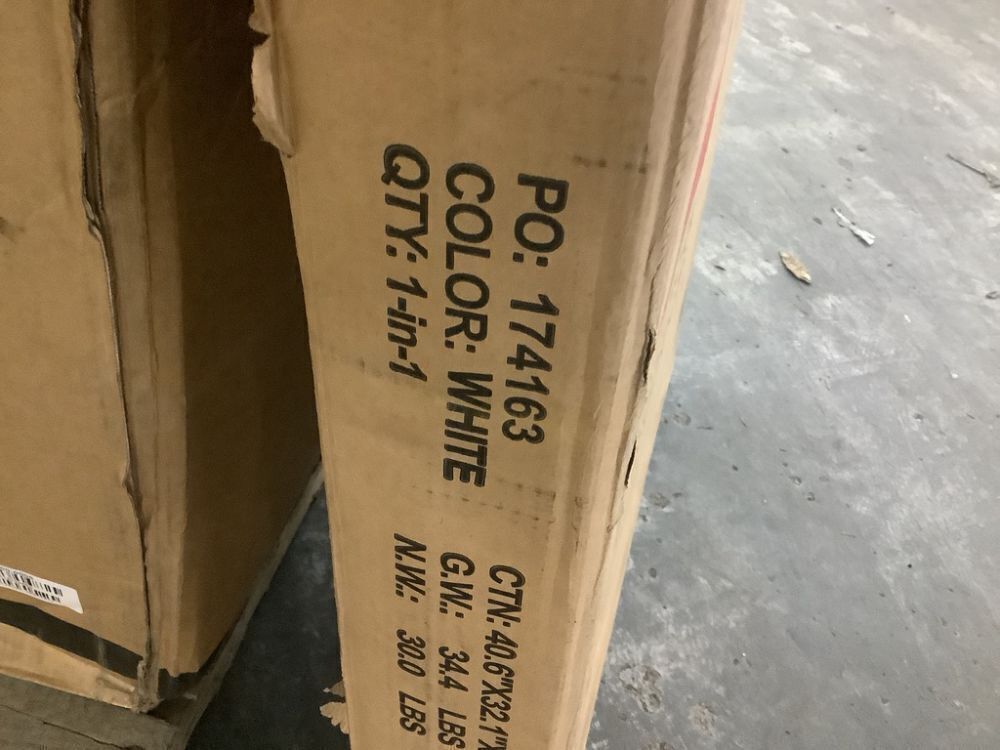 PO: 174163
COLOR: WHITE
QTY: 1-in-1
CTN: 40.6"X32.1"X
G.W.: 34.4 LBS
N.W.: 30.0 LBS